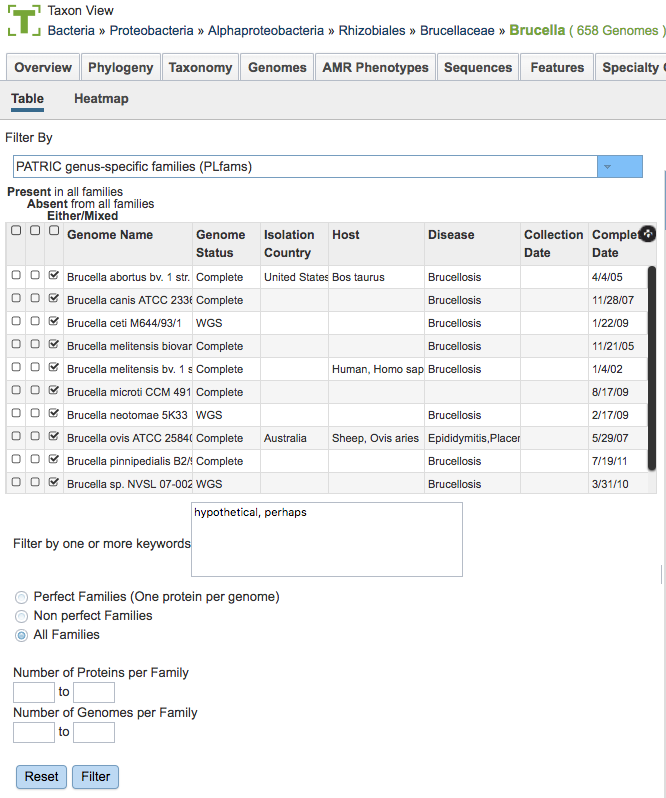 Taxon View
Bacteria » Proteobacteria » Alphaproteobacteria » Rhizobiales » Brucellaceae » Brucella ( 658 Genomes )
Overview Phylogeny Taxonomy Genomes AMR Phenotypes Sequences Features Specialty
Table Heatmap
Filter By
PATRIC genus-specific families (PLfams)
Present in all families
Absent from all families
Either/Mixed
Genome Name Genome Status Isolation Country Host Disease Collection Date Comple Date
Brucella abortus bv. 1 str. Complete United States Bos taurus Brucellosis 4/4/05
Brucella canis ATCC 2336 Complete Brucellosis 11/28/07
Brucella ceti M644/93/1 WGS Brucellosis 1/22/09
Brucella melitensis biovar Complete Brucellosis 11/21/05
Brucella melitensis bv. 1 s Complete Human, Homo sap Brucellosis 1/4/02
Brucella microti CCM 491 Complete 8/17/09
Brucella neotomae 5K33 WGS Brucellosis 2/17/09
Brucella ovis ATCC 25840 Complete Australia Sheep, Ovis aries Epididymitis,Placen 5/29/07
Brucella pinnipedialis B2/9 Complete Brucellosis 7/19/11
Brucella sp. NVSL 07-002 WGS Brucellosis 3/31/10
hypothetical, perhaps
Filter by one or more keywords
Perfect Families (One protein per genome)
Non perfect Families
All Families
Number of Proteins per Family
to
Number of Genomes per Family
to
Reset Filter